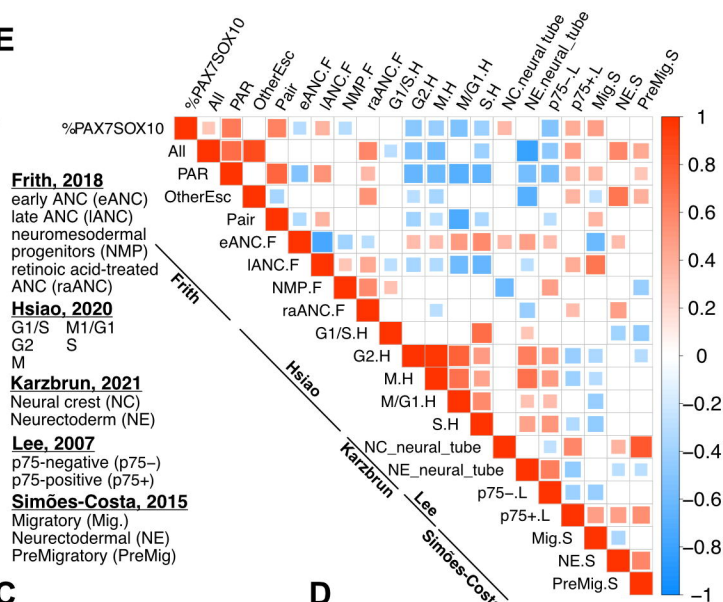 E
%PAX7SOX10
All
PAR
OtherEsc
Pair
eANC.F
lANC.F
NMP.F
raANC.F
G1/S.H
G2.H
M.H
M/G1.H
S.H
NC.neural tube
NE.neural_tube
p75-.L
p75+.L
Mig.S
NE.S
PreMig.S
%PAX7SOX10
All
PAR
OtherEsc
Pair
eANC.F
lANC.F
NMP.F
raANC.F
G1/S.H
G2.H
M.H
M/G1.H
S.H
NC_neural_tube
NE_neural_tube
p75-.L
p75+.L
Mig.S
NE.S
PreMig.S
Frith, 2018
early ANC (eANC)
late ANC (lANC)
neuromesodermal
progenitors (NMP)
retinoic acid-treated
ANC (raANC)
Hsiao, 2020
G1/S M1/G1
G2 S
M
Karzbrun, 2021
Neural crest (NC)
Neurectoderm (NE)
Lee, 2007
p75-negative (p75−)
p75-positive (p75+)
Simões-Costa, 2015
Migratory (Mig.)
Neurectodermal (NE)
PreMigratory (PreMig)
Frith
Hsiao
Karzbrun
Lee
Simões-Costa
1
0.8
0.6
0.4
0.2
0
−0.2
−0.4
−0.6
−0.8
−1
C
D